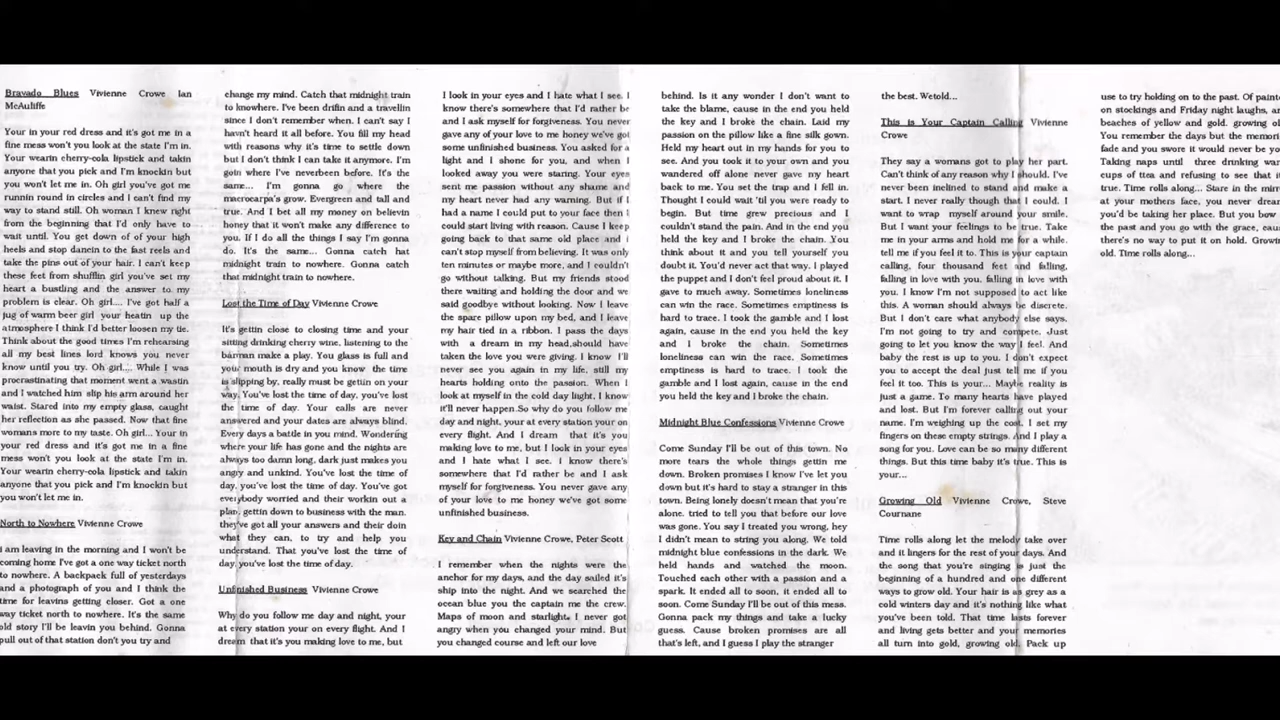 Bravado Blues Vivienne Crowe Ian
McAuliffe
Your in your red dress and it's got me in a
fine mess won't you look at the state I'm in.
Your wearin cherry-cola lipstick and takin
anyone that you pick and I'm knockin but
you won't let me in. Oh girl you've got me
runnin round in circles and I can't find my
way to stand still. Oh woman I knew right
from the beginning that I'd only have to
wait until. You get down of of your high
heels and stop dancin to the fast reels and
take the pins out of your hair. I can't keep
these feet from shufflin girl you've set my
heart a bustling and the answer to my
problem is clear. Oh girl.... I've got half a
jug of warm beer girl your heatin up the
atmosphere I think I'd better loosen my tie.
Think about the good times I'm rehearsing
all my best lines lord knows you never
know until you try. Oh girl.... While I was
procrastinating that moment went a wastin
and I watched him slip his arm around her
waist. Stared into my empty glass, caught
her reflection as she passed. Now that fine
womans more to my taste. Oh girl... Your in
your red dress and it's got me in a fine
mess won't you look at the state I'm in.
Your wearin cherry-cola lipstick and takin
anyone that you pick and I'm knockin but
you won't let me in.
North to Nowhere Vivienne Crowe
i am leaving in the morning and I won't be
coming home I've got a one way ticket north
to nowhere. A backpack full of yesterdays
and a photograph of you and I think the
time for leavins getting closer. Got a one
way ticket north to nowhere. It's the same
old story I'll be leavin you behind. Gonna
pull out of that station don't you try and
change my mind. Catch that midnight train
to knowhere. I've been driftin and a travellin
since I don't remember when. I can't say I
havn't heard it all before. You fill my head
with reasons why it's time to settle down
but I don't think I can take it anymore. I'm
goin where I've neverbeen before. It's the
same... I'm gonna go where the
macrocarpa's grow. Evergreen and tall and
true. And I bet all my money on believin
honey that it won't make any difference to
you. If I do all the things I say I'm gonna
do. It's the same... Gonna catch hat
midnight train to nowhere. Gonna catch
that midnight train to nowhere.
Lost the Time of Day Vivienne Crowe
It's gettin close to closing time and your
sitting drinking cherry wine, listening to the
barman make a play. You glass is full and
your mouth is dry and you know the time
is slipping by, really must be gettin on your
way. You've lost the time of day, you've lost
the time of day. Your calls are never
answered and your dates are always blind.
Every days a battle in you mind. Wondering
where your life has gone and the nights are
always too damn long, dark just makes you
angry and unkind. You've lost the time of
day, you've lost the time of day. You've got
everybody worried and their workin out a
plan, gettin down to business with the man.
they've got all your answers and their doin
what they can, to try and help you
understand. That you've lost the time of
day, you've lost the time of day.
Unfinished Business Vivienne Crowe
Why do you follow me day and night, your
at every station your on every flight. And I
dream that it's you making love to me, but
I look in your eyes and I hate what I see. I
know there's somewhere that I'd rather be
and I ask myself for forgiveness. You never
gave any of your love to me honey we've got
some unfinished business. You asked for a
light and I shone for you, and when I
looked away you were staring. Your eyes
sent me passion without any shame and
my heart never had any warning. But if I
had a name I could put to your face then I
could start living with reason. Cause I keep
going back to that same old place and i
can't stop myself from believing. It was only
ten minutes or maybe more, and I couldn't
go without talking. But my friends stood
there waiting and holding the door and we
said goodbye without looking. Now I leave
the spare pillow upon my bed, and I leave
my hair tied in a ribbon. I pass the days
with a dream in my head,should have
taken the love you were giving. I know I'll
never see you again in my life, still my
hearts holding onto the passion. When I
look at myself in the cold day light, I know
it'll never happen.So why do you follow me
day and night, your at every station your on
every flight. And I dream that it's you
making love to me, but I look in your eyes
and I hate what I see. I know there's
somewhere that I'd rather be and I ask
myself for forgiveness. You never gave any
of your love to me honey we've got some
unfinished business.
Key and Chain Vivienne Crowe, Peter Scott
I remember when the nights were the
anchor for my days, and the day sailed it's
ship into the night. And we searched the
ocean blue you the captain me the crew.
Maps of moon and starlight. I never got
angry when you changed your mind. But
you changed course and left our love
behind. Is it any wonder I don't want to
take the blame, cause in the end you held
the key and I broke the chain. Laid my
passion on the pillow like a fine silk gown.
Held my heart out in my hands for you to
see. And you took it to your own and you
wandered off alone never gave my heart
back to me. You set the trap and I fell in.
Thought I could wait 'til you were ready to
begin. But time grew precious and I
couldn't stand the pain. And in the end you
held the key and I broke the chain. You
think about it and you tell yourself you
doubt it. You'd never act that way. I played
the puppet and I don't feel proud about it. I
gave to much away. Sometimes loneliness
can win the race. Sometimes emptiness is
hard to trace. I took the gamble and I lost
again, cause in the end you held the key
and I broke the chain. Sometimes
loneliness can win the race. Sometimes
emptiness is hard to trace. I took the
gamble and I lost again, cause in the end
you held the key and I broke the chain.
Midnight Blue Confessions Vivienne Crowe
Come Sunday I'll be out of this town. No
more tears the whole things gettin me
down. Broken promises I know I've let you
down but it's hard to stay a stranger in this
town. Being lonely doesn't mean that you're
alone. tried to tell you that before our love
was gone. You say I treated you wrong, hey
I didn't mean to string you along. We told
midnight blue confessions in the dark. We
held hands and watched the moon.
Touched each other with a passion and a
spark. It ended all to soon, it ended all to
soon. Come Sunday I'll be out of this mess.
Gonna pack my things and take a lucky
guess. Cause broken promises are all
that's left, and I guess I play the stranger
the best. Wetold...
This is Your Captain Calling Vivienne
Crowe
They say a womans got to play her part.
Can't think of any reason why I should. I've
never been inclined to stand and make a
start. I never really though that I could. I
want to wrap myself around your smile.
But I want your feelings to be true. Take
me in your arms and hold me for a while.
tell me if you feel it to. This is your captain
calling, four thousand feet and falling,
falling in love with you. falling in love with
you. I know I'm not supposed to act like
this. A woman should always be discrete.
But I don't care what anybody else says.
I'm not going to try and compete. Just
going to let you know the way I feel. And
baby the rest is up to you. I don't expect
you to accept the deal just tell me if you
feel it too. This is your... Maybe reality is
just a game. To many hearts have played
and lost. But I'm forever calling out your
name. I'm weighing up the cost. I set my
fingers on these empty strings. And I play a
song for you. Love can be so many different
things. But this time baby it's true. This is
your...
Growing Old Vivienne Crowe, Steve
Cournane
Time rolls along let the melody take over
and it lingers for the rest of your days. And
the song that you're singing is just the
beginning of a hundred and one different
ways to grow old. Your hair is as grey as a
cold winters day and it's nothing like what
you've been told. That time lasts forever
and living gets better and your memories
all turn into gold, growing old. Pack up
use to try holding on to the past. Of painte
on stockings and Friday night laughs, an
beaches of yellow and gold. growing ol
You remember the days but the memori
fade and you swore it would never be yo
Taking naps until three drinking war
cups of tea and refusing to see that it
true. Time rolls along... Stare in the mirr
at your mothers face, you never dream
you'd be taking her place. But you bow
the past and you go with the grace, cau
there's no way to put it on hold. Growin
old. Time rolls along...